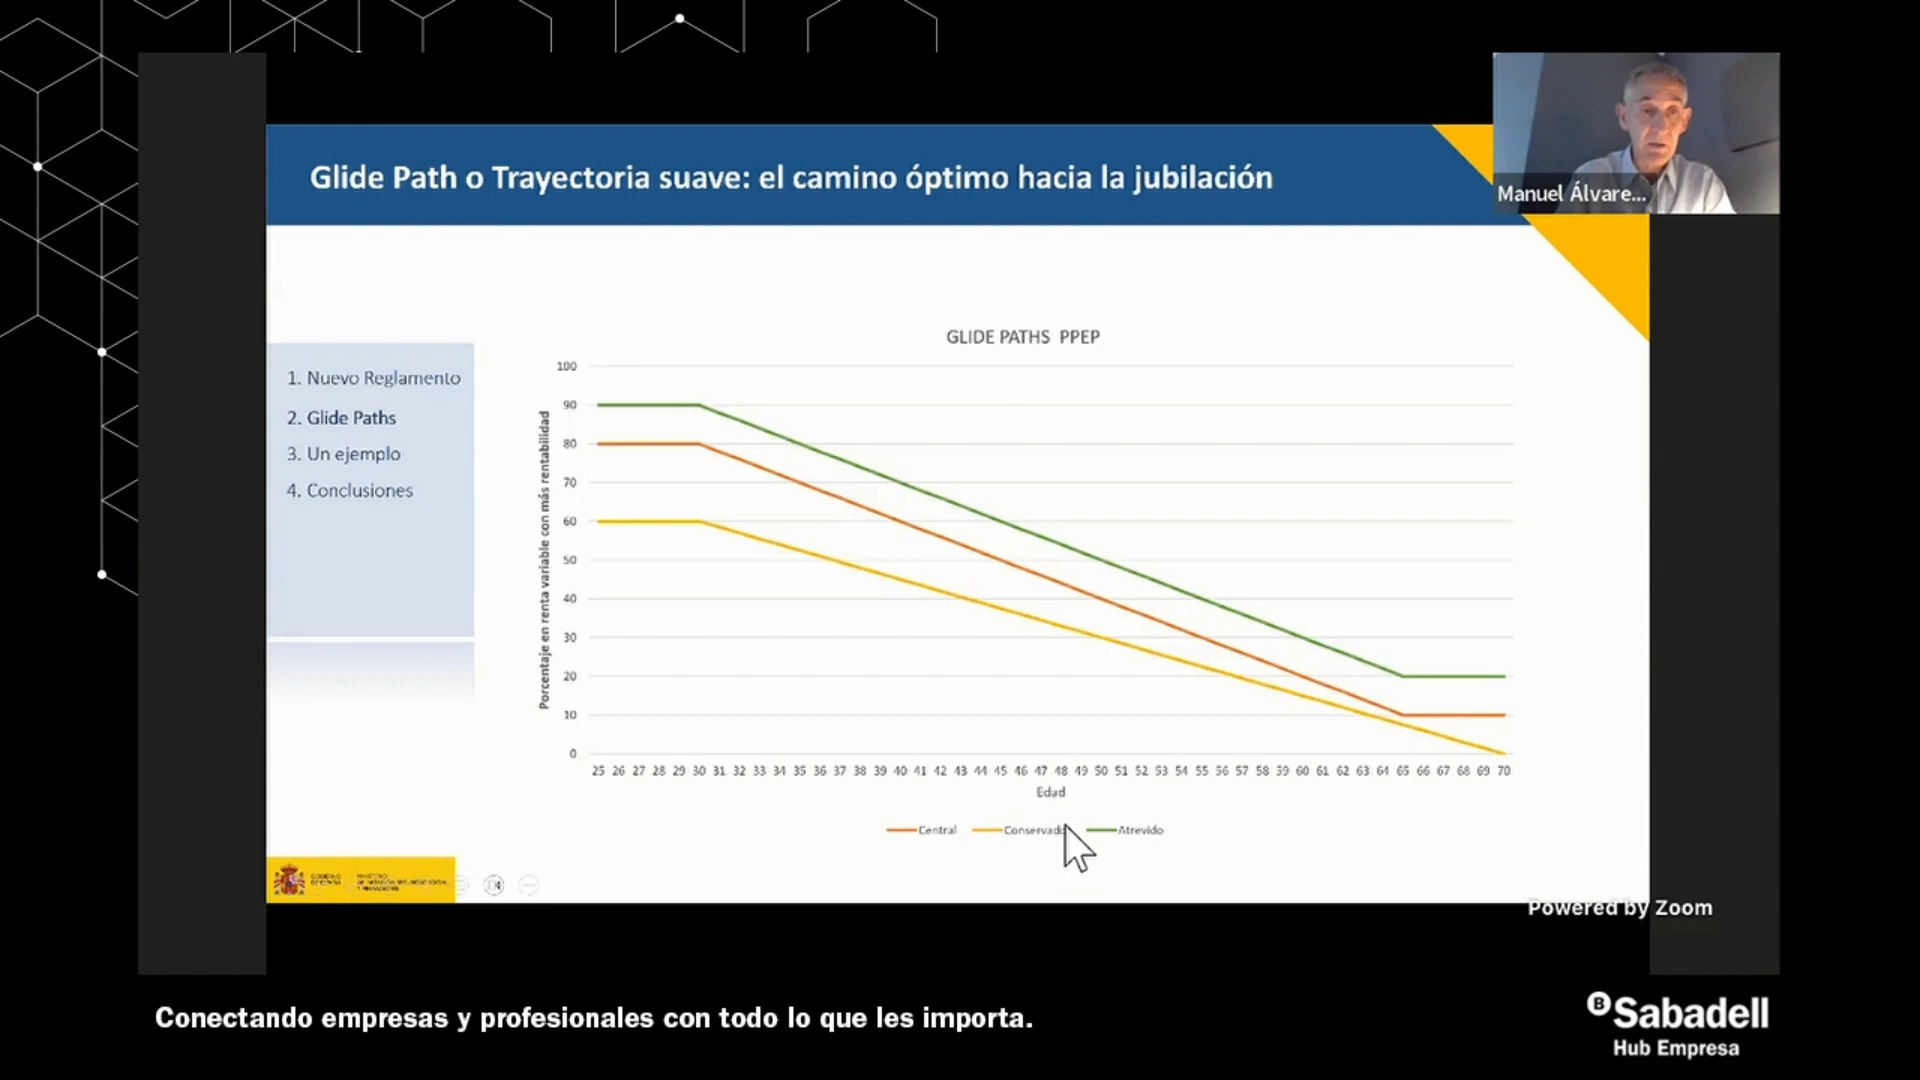 Glide Path o Trayectoria suave: el camino óptimo hacia la jubilación
Manuel Álvare...
1. Nuevo Reglamento
2. Glide Paths
3. Un ejemplo
4. Conclusiones
GLIDE PATHS PPEP
Porcentaje en renta variable con más rentabilidad
100
90
80
70
60
50
40
30
20
10
0
25 26 27 28 29 30 31 32 33 34 35 36 37 38 39 40 41 42 43 44 45 46 47 48 49 50 51 52 53 54 55 56 57 58 59 60 61 62 63 64 65 66 67 68 69 70
Edad
Central Conservado Atrevido
GOBIERNO
DE ESPAÑA
Powered by Zoom
Conectando empresas y profesionales con todo lo que les importa.
B Sabadell
Hub Empresa